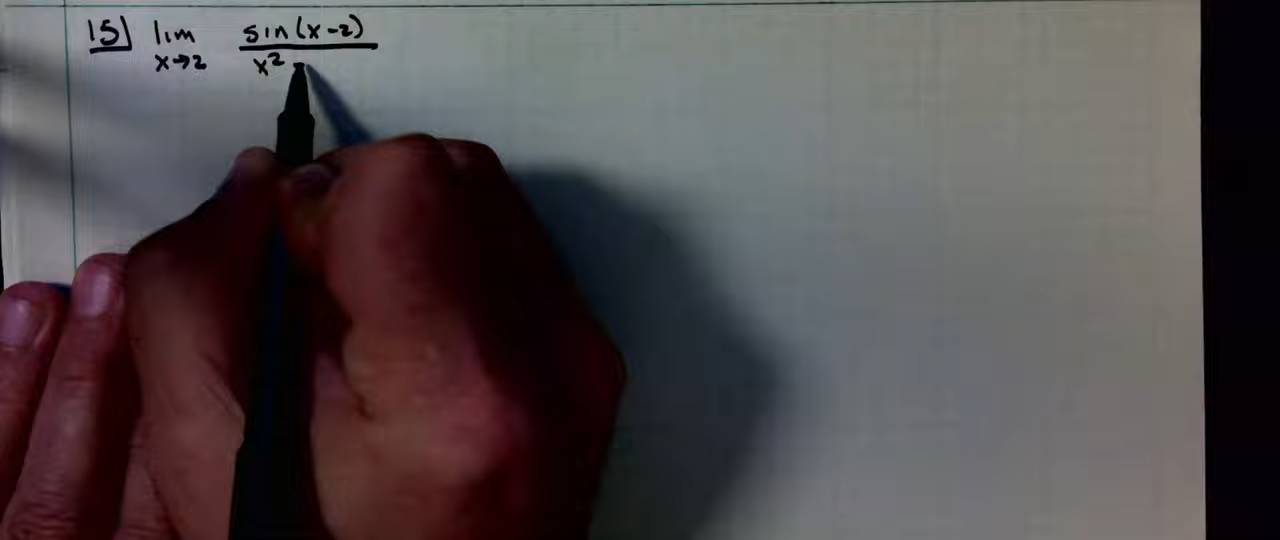 15] lim sin(x-2)
x→2 x²